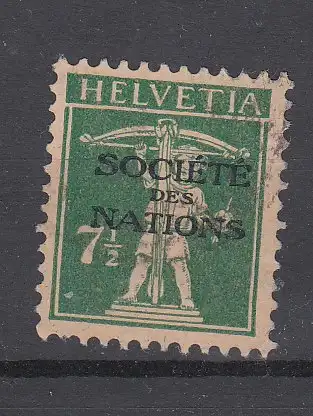 HELVETIA
SOCIÉTÉ
DES
NATIONS
7½